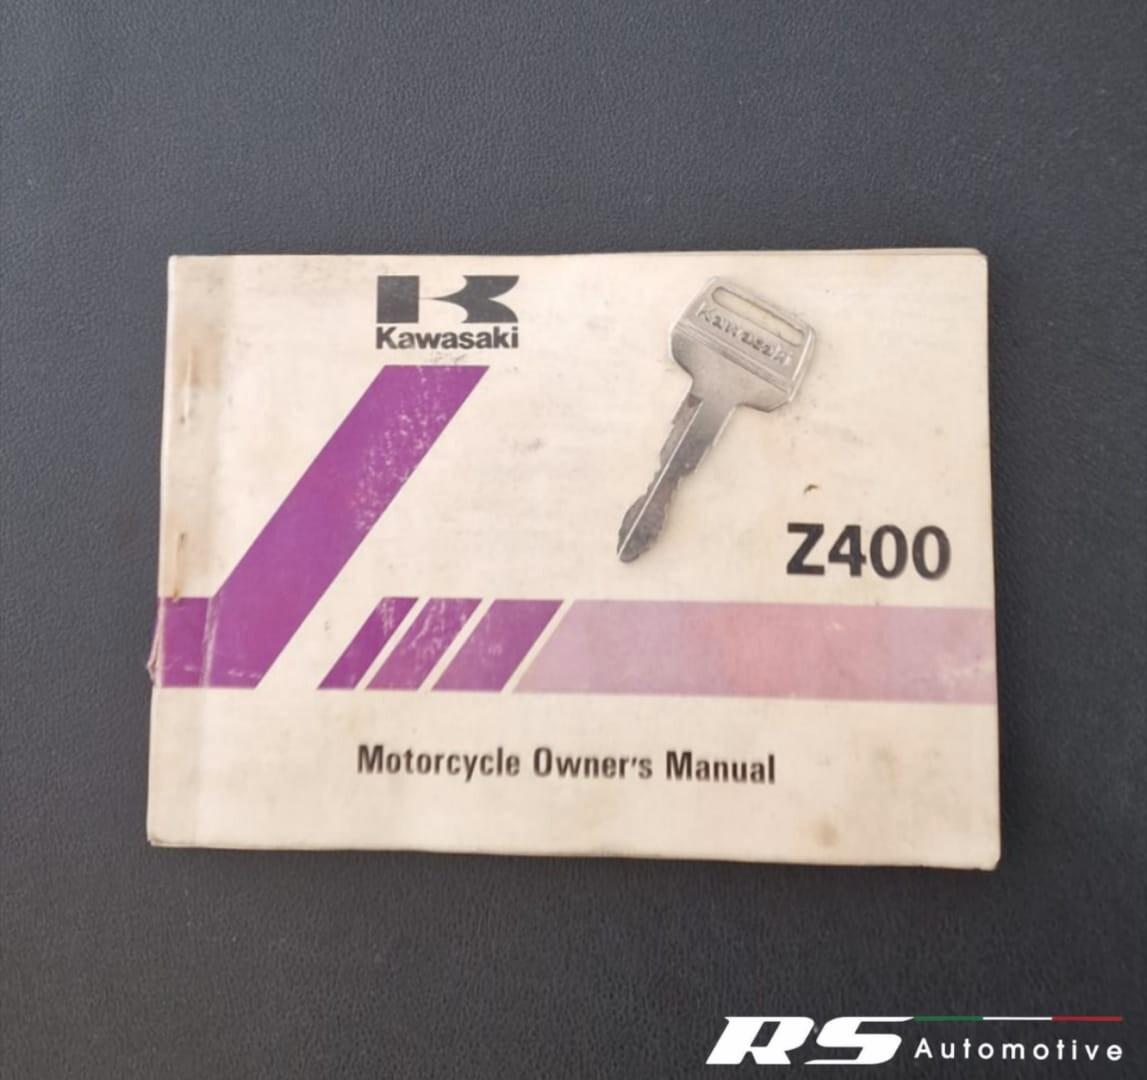 Kawasaki
Kawasaki
Z400
Motorcycle Owner's Manual
RS Automotive